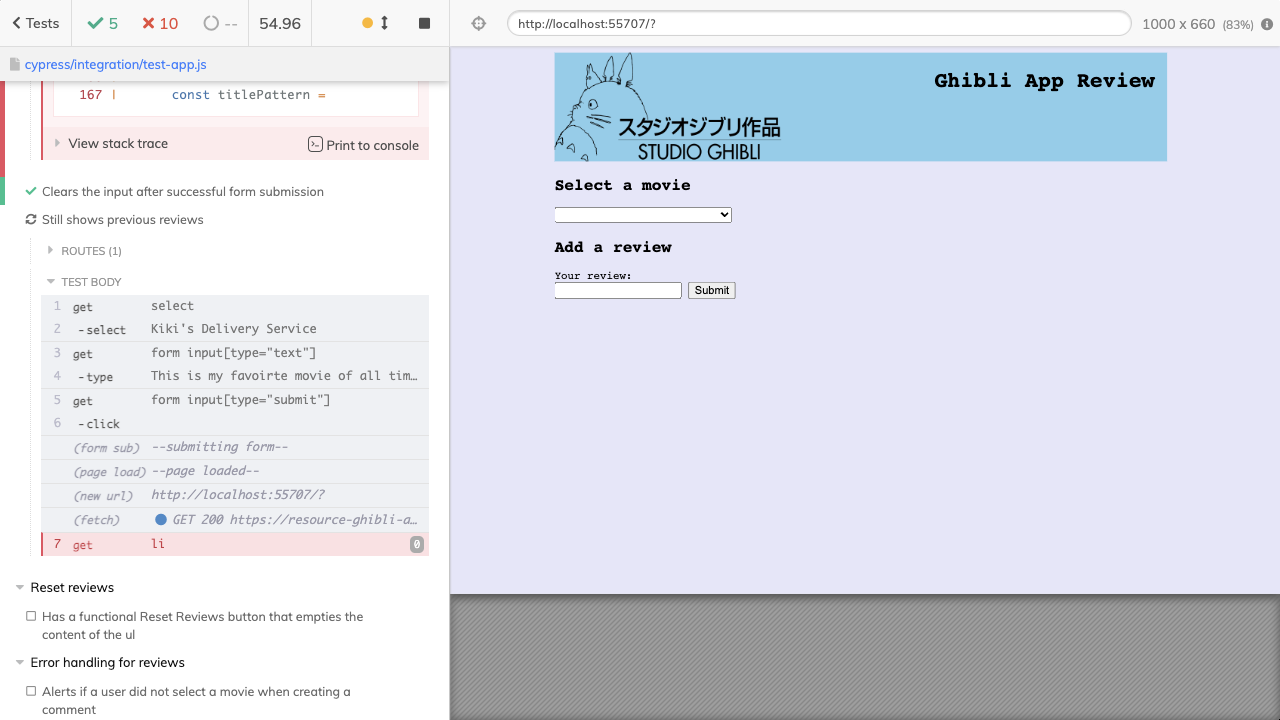 Tests 5 10 -- 54.96
cypress/integration/test-app.js
167 | const titlePattern =
View stack trace Print to console
Clears the input after successful form submission
Still shows previous reviews
ROUTES (1)
TEST BODY
1 get select
2 -select Kiki's Delivery Service
3 get form input[type="text"]
4 -type This is my favoirte movie of all tim…
5 get form input[type="submit"]
6 -click
(form sub) --submitting form--
(page load) --page loaded--
(new url) http://localhost:55707/?
(fetch) GET 200 https://resource-ghibli-a…
7 get li 0
Reset reviews
Has a functional Reset Reviews button that empties the
content of the ul
Error handling for reviews
Alerts if a user did not select a movie when creating a
comment
http://localhost:55707/? 1000 x 660 (83%)
Ghibli App Review
スタジオジブリ作品
STUDIO GHIBLI
Select a movie
Add a review
Your review:
Submit